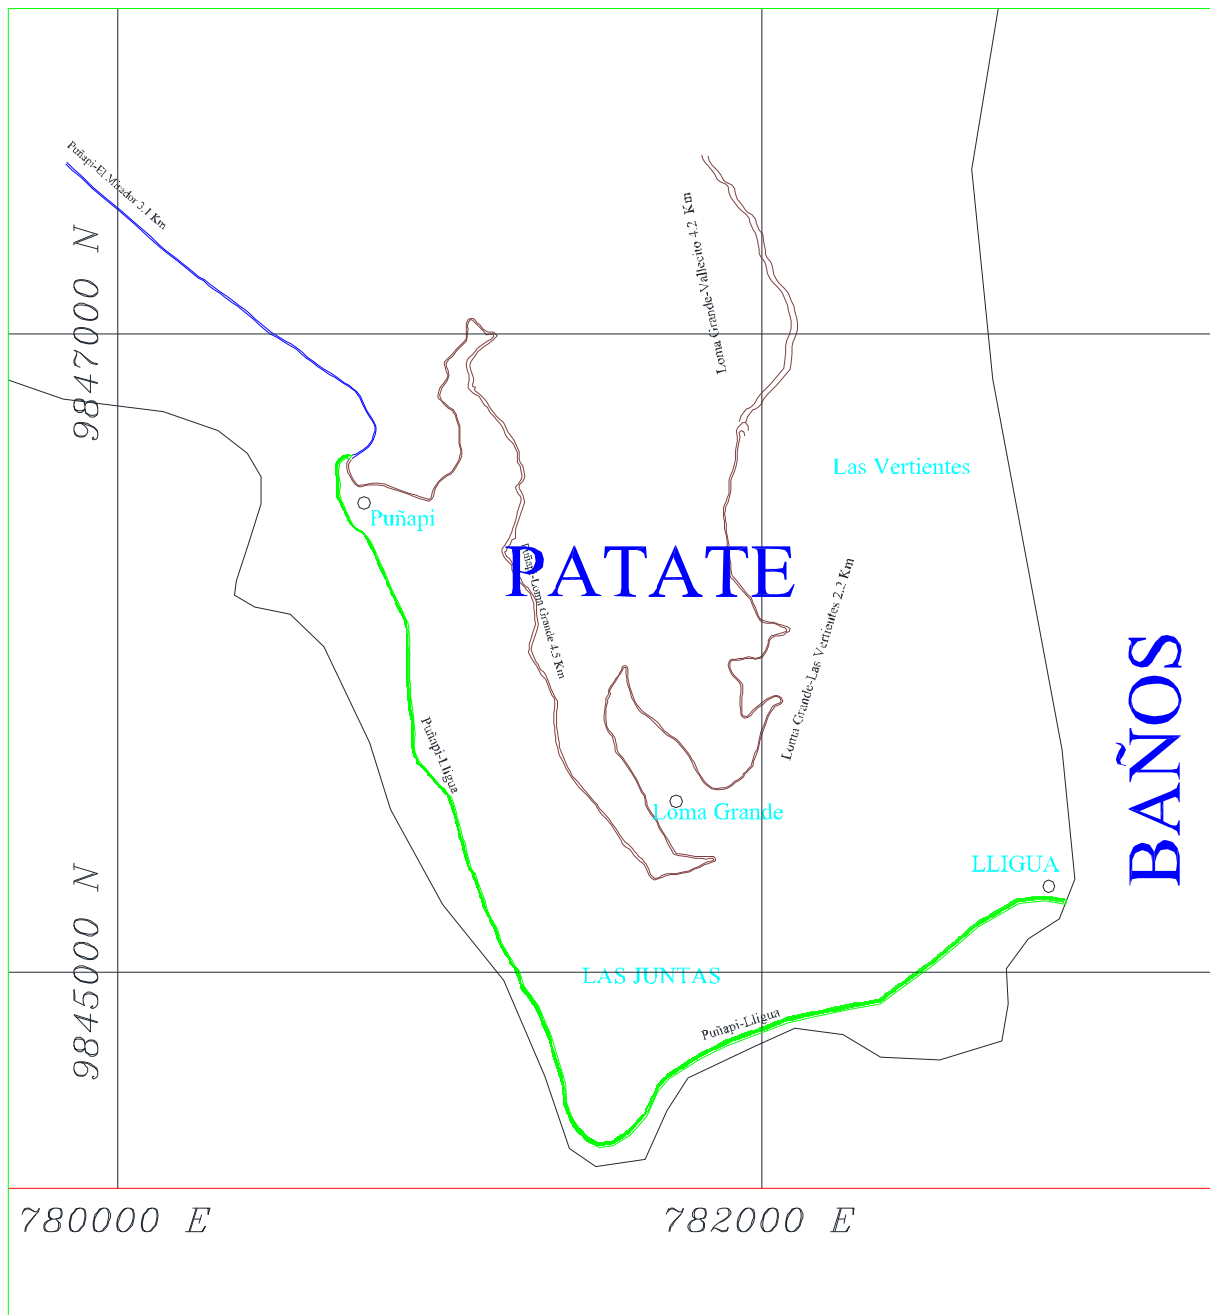 Puñapi-El Mirador 3.1 Km
Loma Grande-Vallecito 4.2 Km
9847000 N
Las Vertientes
Puñapi
PATATE
Puñapi-Loma Grande 4.5 Km
Loma Grande-Las Vertientes 2.2 Km
BAÑOS
Puñapi-Lligua
Loma Grande
LLIGUA
9845000 N
LAS JUNTAS
Puñapi-Lligua
780000 E
782000 E